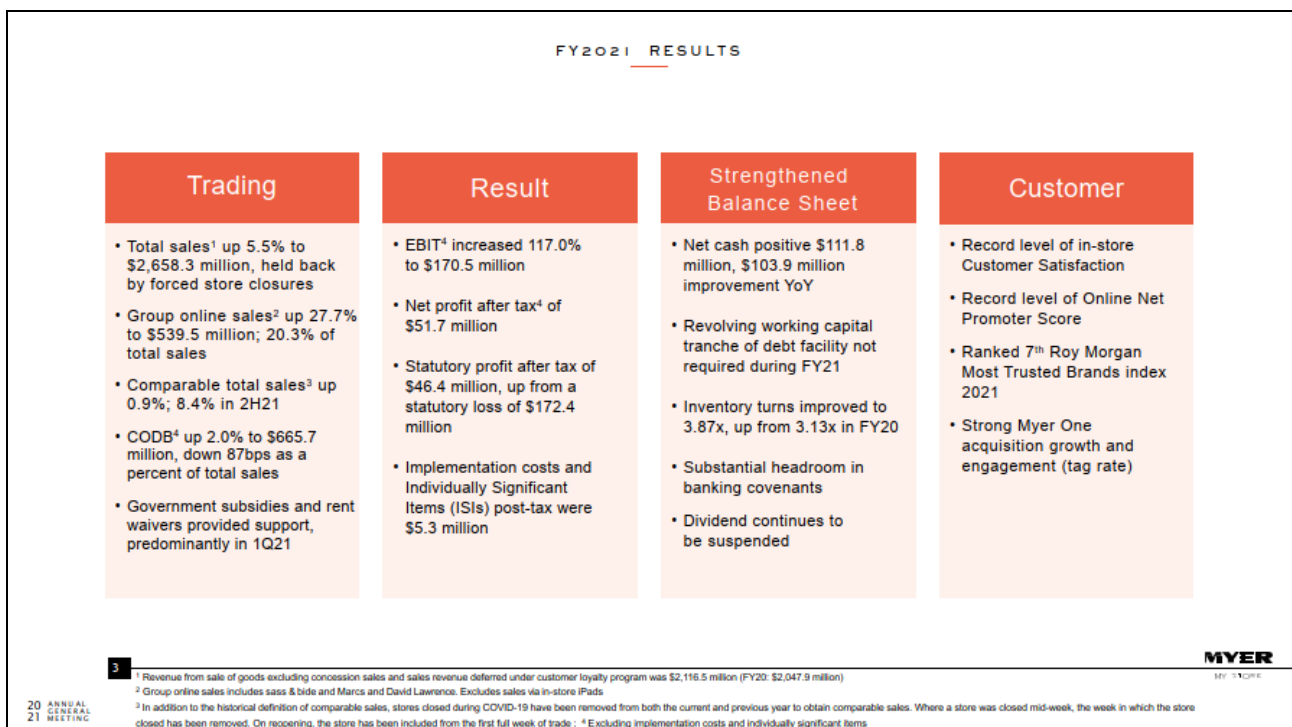 FY2021 RESULTS
Trading
• Total sales¹ up 5.5% to
$2,658.3 million, held back
by forced store closures
• Group online sales² up 27.7%
to $539.5 million; 20.3% of
total sales
• Comparable total sales³ up
0.9%; 8.4% in 2H21
• CODB⁴ up 2.0% to $665.7
million, down 87bps as a
percent of total sales
• Government subsidies and rent
waivers provided support,
predominantly in 1Q21
Result
• EBIT⁴ increased 117.0%
to $170.5 million
• Net profit after tax⁴ of
$51.7 million
• Statutory profit after tax of
$46.4 million, up from a
statutory loss of $172.4
million
• Implementation costs and
Individually Significant
Items (ISIs) post-tax were
$5.3 million
Strengthened
Balance Sheet
• Net cash positive $111.8
million, $103.9 million
improvement YoY
• Revolving working capital
tranche of debt facility not
required during FY21
• Inventory turns improved to
3.87x, up from 3.13x in FY20
• Substantial headroom in
banking covenants
• Dividend continues to
be suspended
Customer
• Record level of in-store
Customer Satisfaction
• Record level of Online Net
Promoter Score
• Ranked 7th Roy Morgan
Most Trusted Brands index
2021
• Strong Myer One
acquisition growth and
engagement (tag rate)
3
MYER
MY STORE
¹ Revenue from sale of goods excluding concession sales and sales revenue deferred under customer loyalty program was $2,116.5 million (FY20: $2,047.9 million)
² Group online sales includes sass & bide and Marcs and David Lawrence. Excludes sales via in-store iPads
³ In addition to the historical definition of comparable sales, stores closed during COVID-19 have been removed from both the current and previous year to obtain comparable sales. Where a store was closed mid-week, the week in which the store
closed has been removed. On reopening, the store has been included from the first full week of trade ; ⁴ Excluding implementation costs and individually significant items
20 ANNUAL
GENERAL
21 MEETING